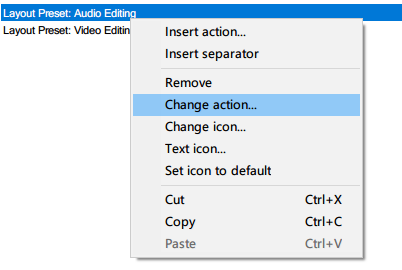 Layout Preset: Audio Editing
Layout Preset: Video Editin
Insert action...
Insert separator
Remove
Change action...
Change icon...
Text icon...
Set icon to default
Cut Ctrl+X
Copy Ctrl+C
Paste Ctrl+V